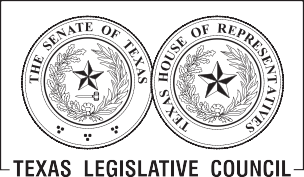 THE SENATE OF TEXAS
TEXAS HOUSE OF REPRESENTATIVES
TEXAS LEGISLATIVE COUNCIL